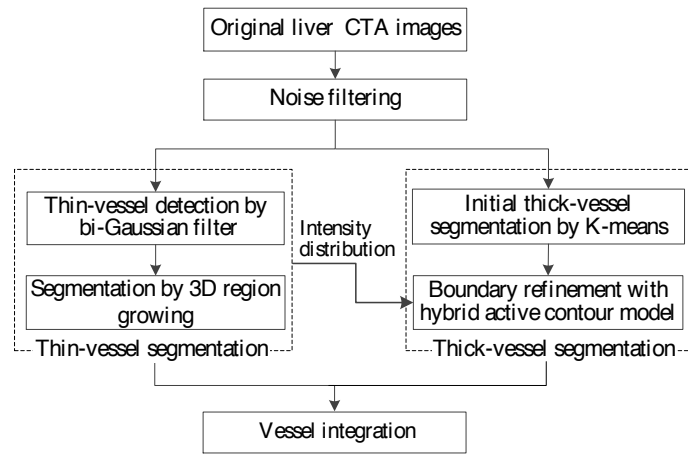 Original liver CTA images
Noise filtering
Thin-vessel detection by
bi-Gaussian filter
Segmentation by 3D region
growing
Thin-vessel segmentation
Intensity
distribution
Initial thick-vessel
segmentation by K-means
Boundary refinement with
hybrid active contour model
Thick-vessel segmentation
Vessel integration